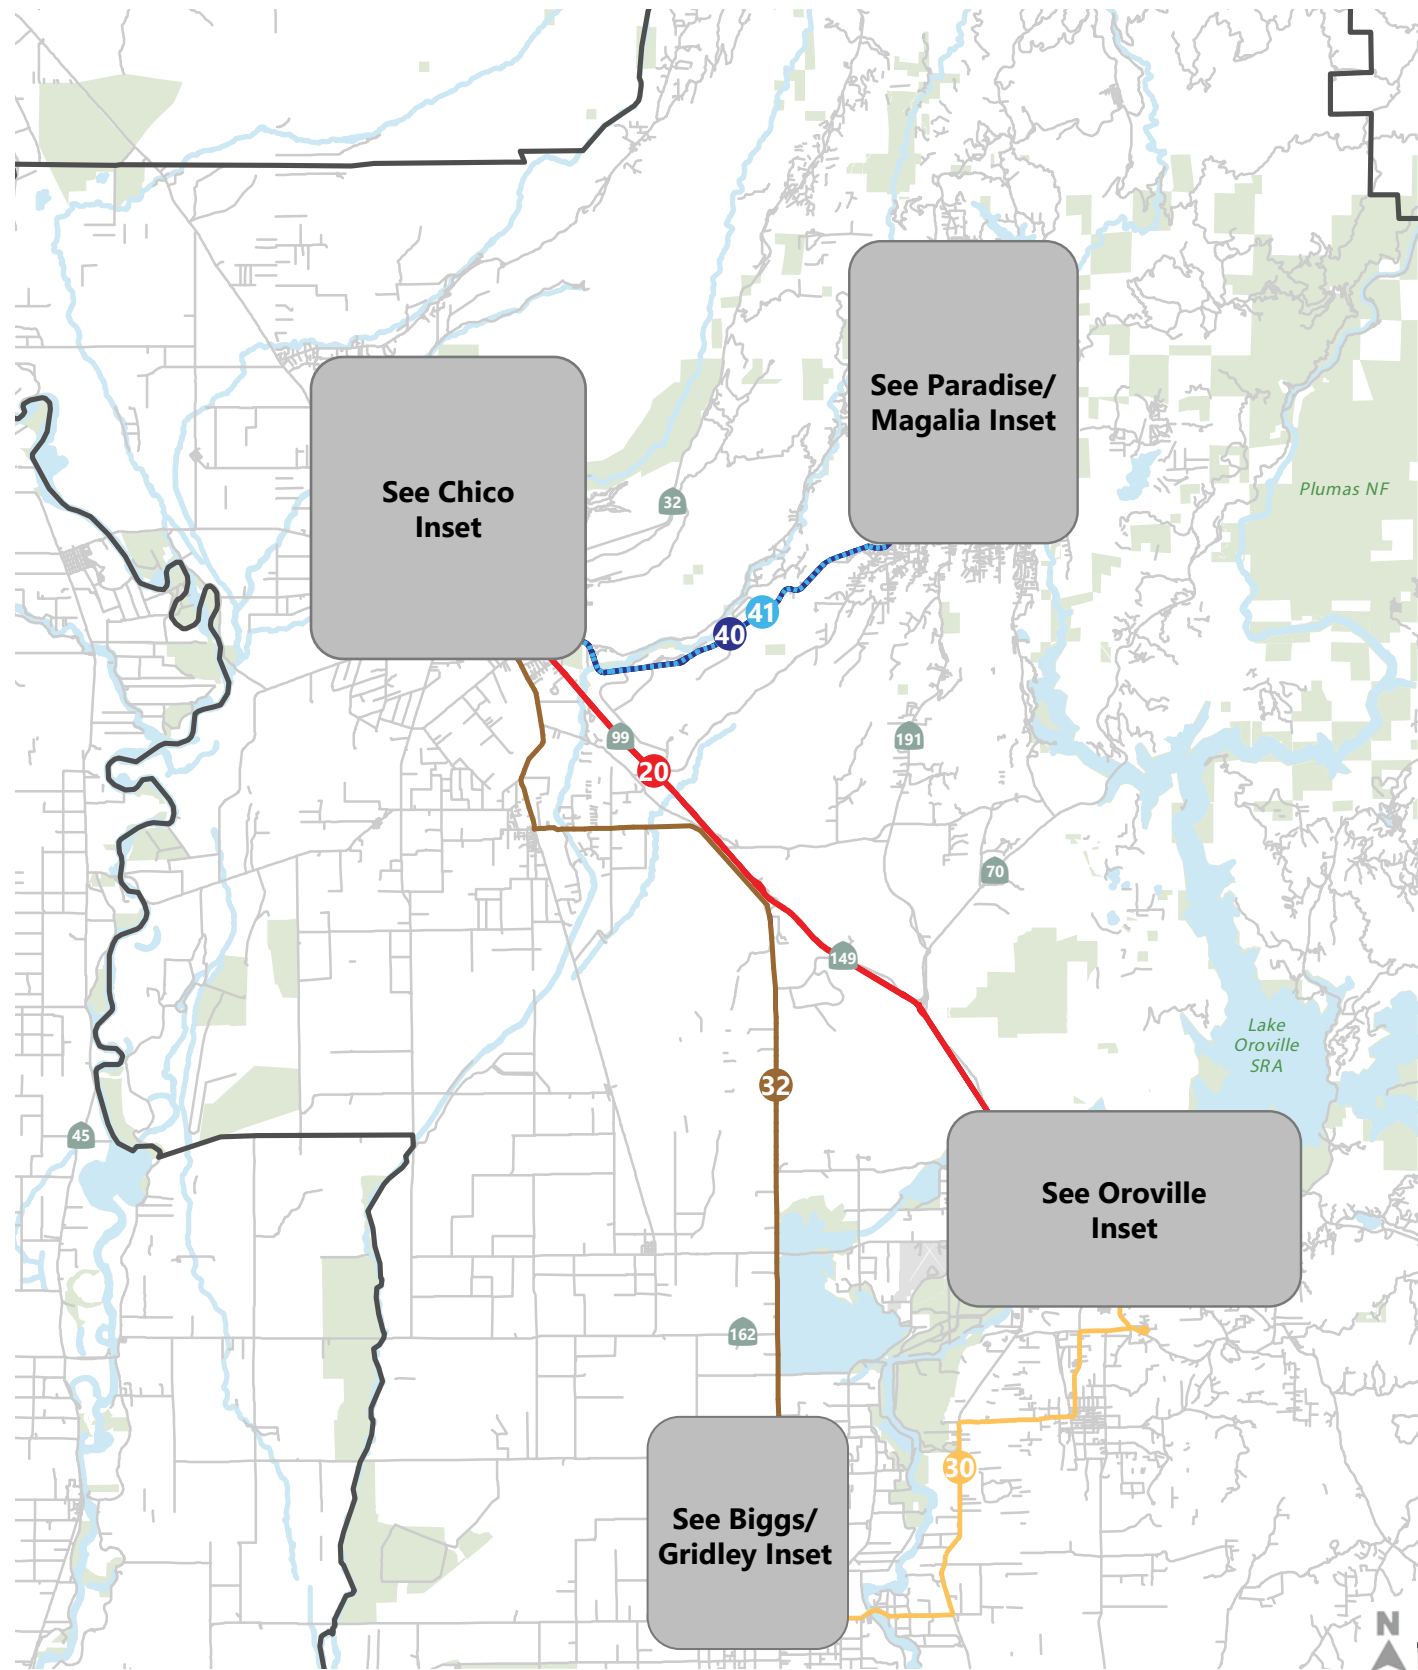 See Paradise/
Magalia Inset
See Chico
Inset
Plumas NF
32
41
40
99
191
20
70
149
Lake
Oroville
SRA
32
45
See Oroville
Inset
162
30
See Biggs/
Gridley Inset
N